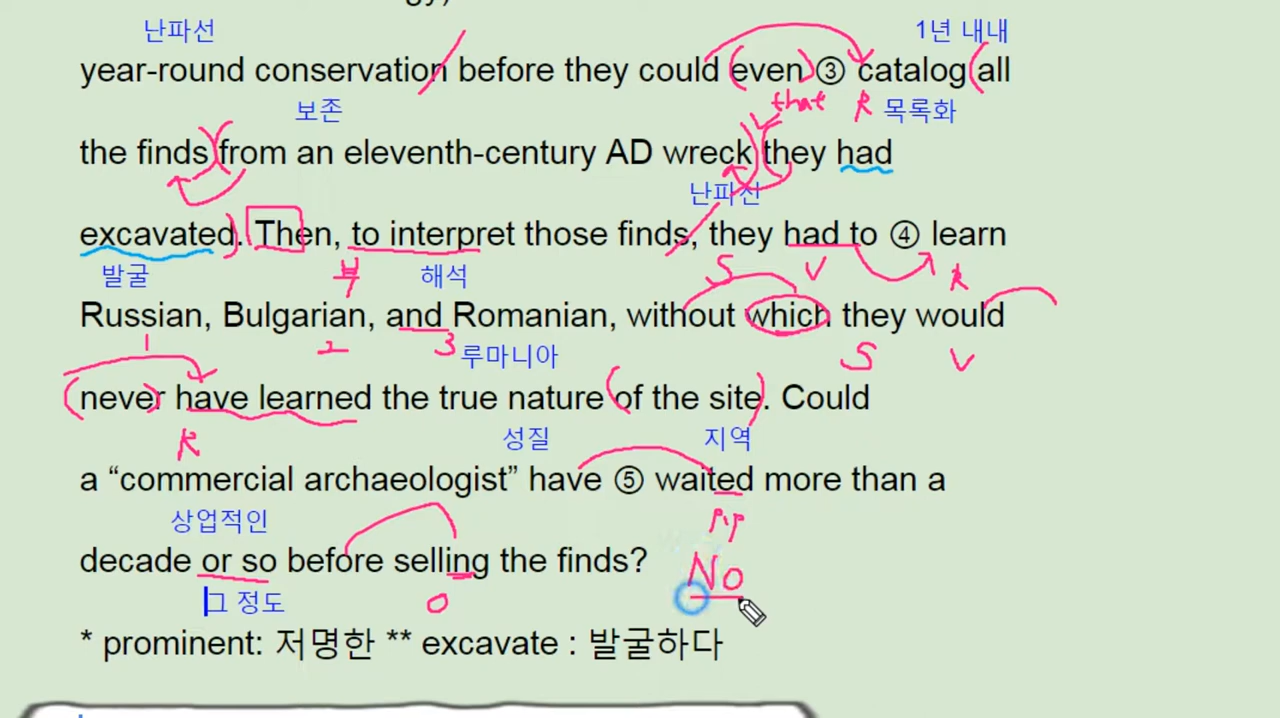 난파선 1년 내내
year-round conservation before they could even ③ catalog all
that R
보존 목록화
the finds from an eleventh-century AD wreck they had
난파선
excavated. Then, to interpret those finds, they had to ④ learn
발굴 부 해석 S V R
Russian, Bulgarian, and Romanian, without which they would
1 2 3 루마니아 S V
never have learned the true nature of the site. Could
R 성질 지역
a “commercial archaeologist” have ⑤ waited more than a
상업적인 p.p
decade or so before selling the finds? No
그 정도 O
* prominent: 저명한 ** excavate : 발굴하다